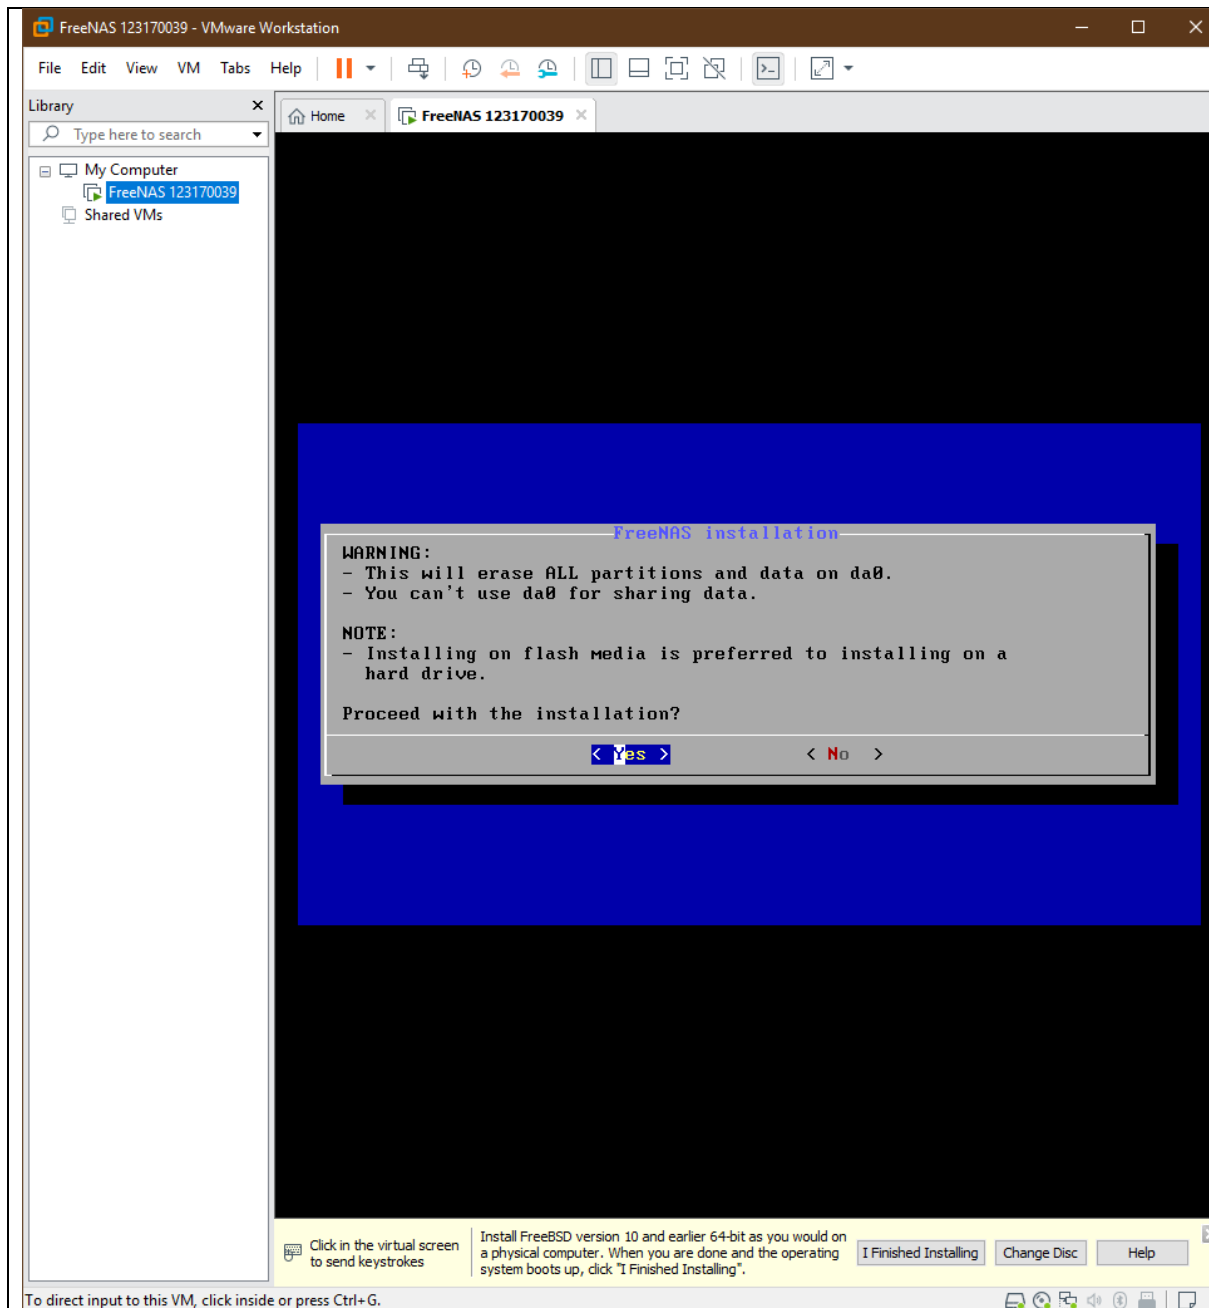 FreeNAS 123170039 - VMware Workstation
File Edit View VM Tabs Help
Library
Type here to search
My Computer
FreeNAS 123170039
Shared VMs
Home
FreeNAS 123170039
FreeNAS installation
WARNING:
- This will erase ALL partitions and data on da0.
- You can't use da0 for sharing data.
NOTE:
- Installing on flash media is preferred to installing on a
hard drive.
Proceed with the installation?
< Yes > < No >
Click in the virtual screen
to send keystrokes
Install FreeBSD version 10 and earlier 64-bit as you would on
a physical computer. When you are done and the operating
system boots up, click "I Finished Installing".
I Finished Installing
Change Disc
Help
To direct input to this VM, click inside or press Ctrl+G.